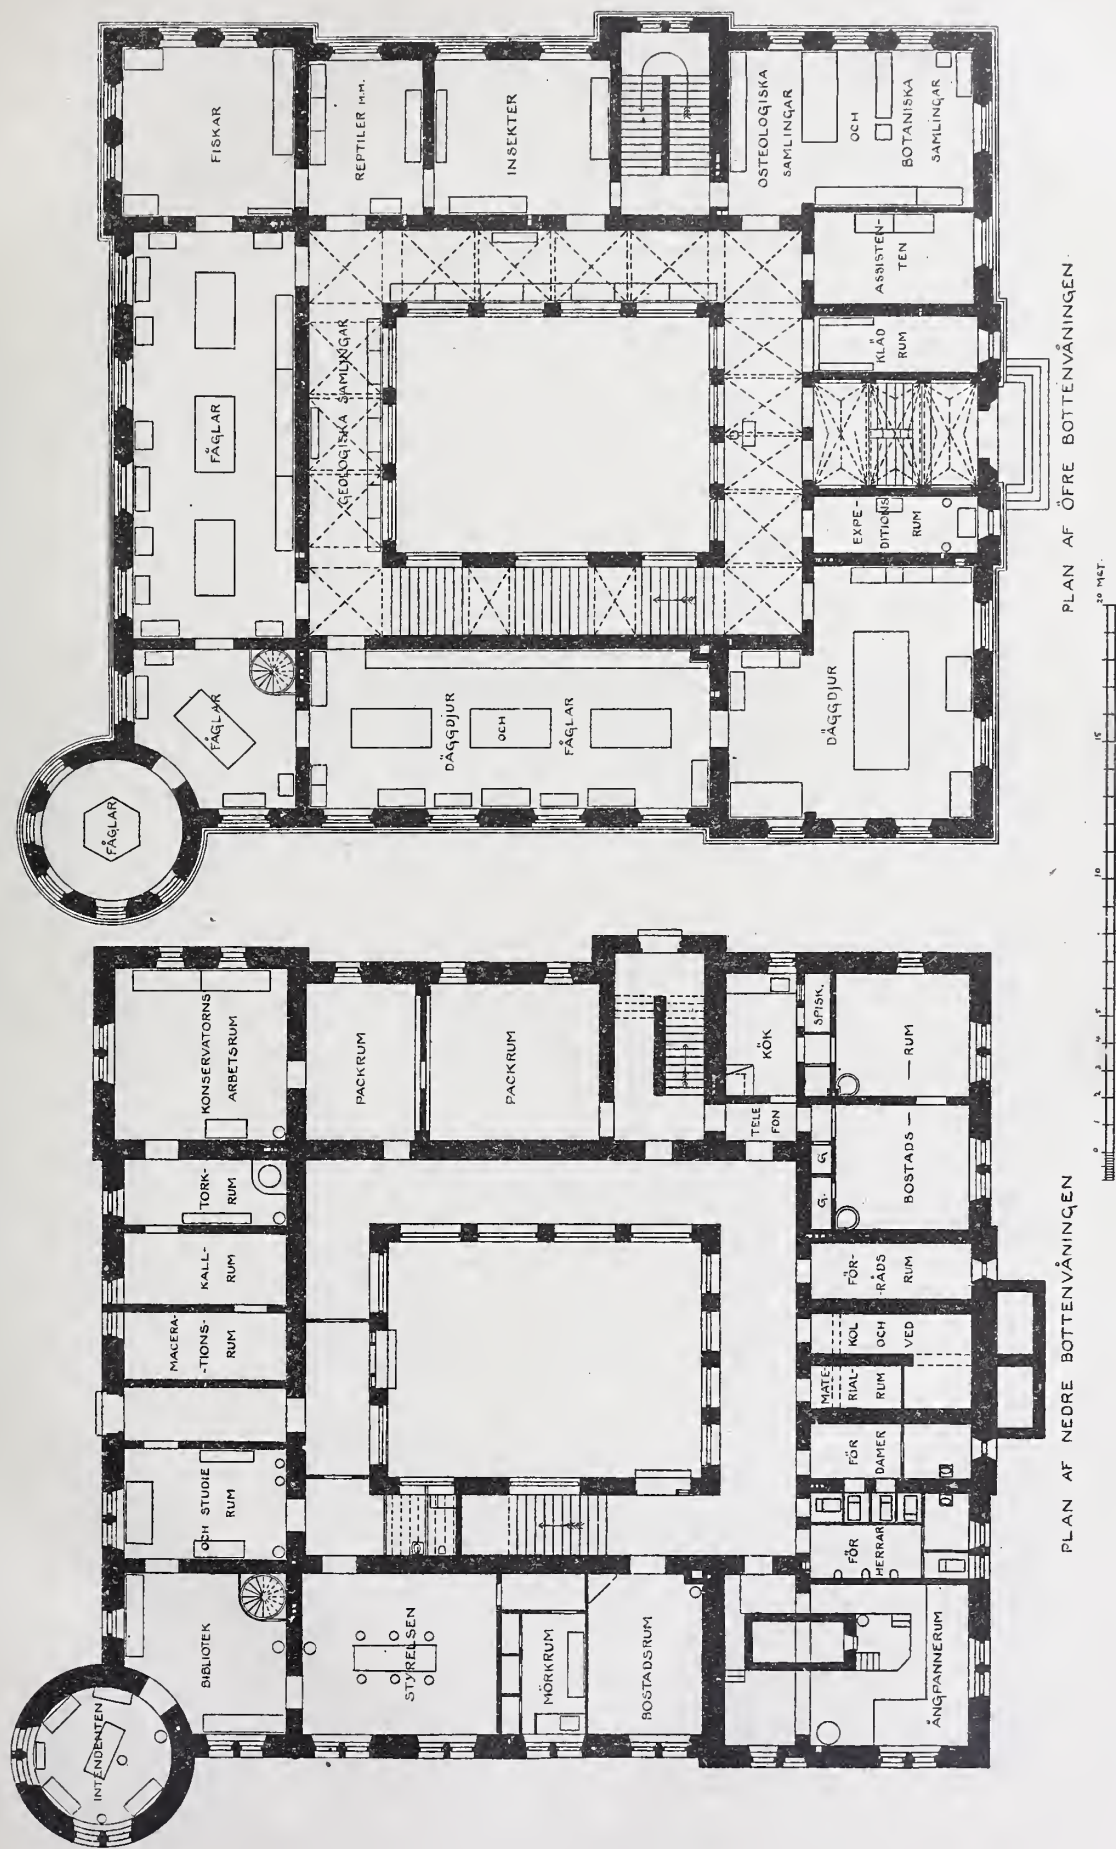 FISKAR
REPTILER M.M.
INSEKTER
OSTEOLOGISKA
SAMLINGAR
OCH
BOTANISKA
SAMLINGAR
FÅGLAR
GEOLOGISKA SAMLINGAR
ASSISTEN-
TEN
KLÄD
RUM
EXPE-
DITIONS
RUM
FÅGLAR
FÅGLAR
DÄGGDJUR
OCH
FÅGLAR
DÄGGDJUR
PLAN AF ÖFRE BOTTENVÅNINGEN.
KONSERVATORNS
ARBETSRUM
PACKRUM
PACKRUM
KÖK
SPISK.
RUM
TELE
FON
G.
G.
BOSTADS —
TORK-
RUM
KALL-
RUM
MACERA-
-TIONS-
RUM
OCH STUDIE
RUM
FÖR-
-RÅDS
RUM
KOL
OCH
VED
MATE-
RIAL-
RUM
FÖR
DAMER
FÖR
HERRAR
BIBLIOTEK
INTENDENTEN
STYRELSEN
MÖRKRUM
BOSTADSRUM
ÅNGPANNERUM
PLAN AF NEDRE BOTTENVÅNINGEN
0 1 2 3 4 5 10 15 20 MET.